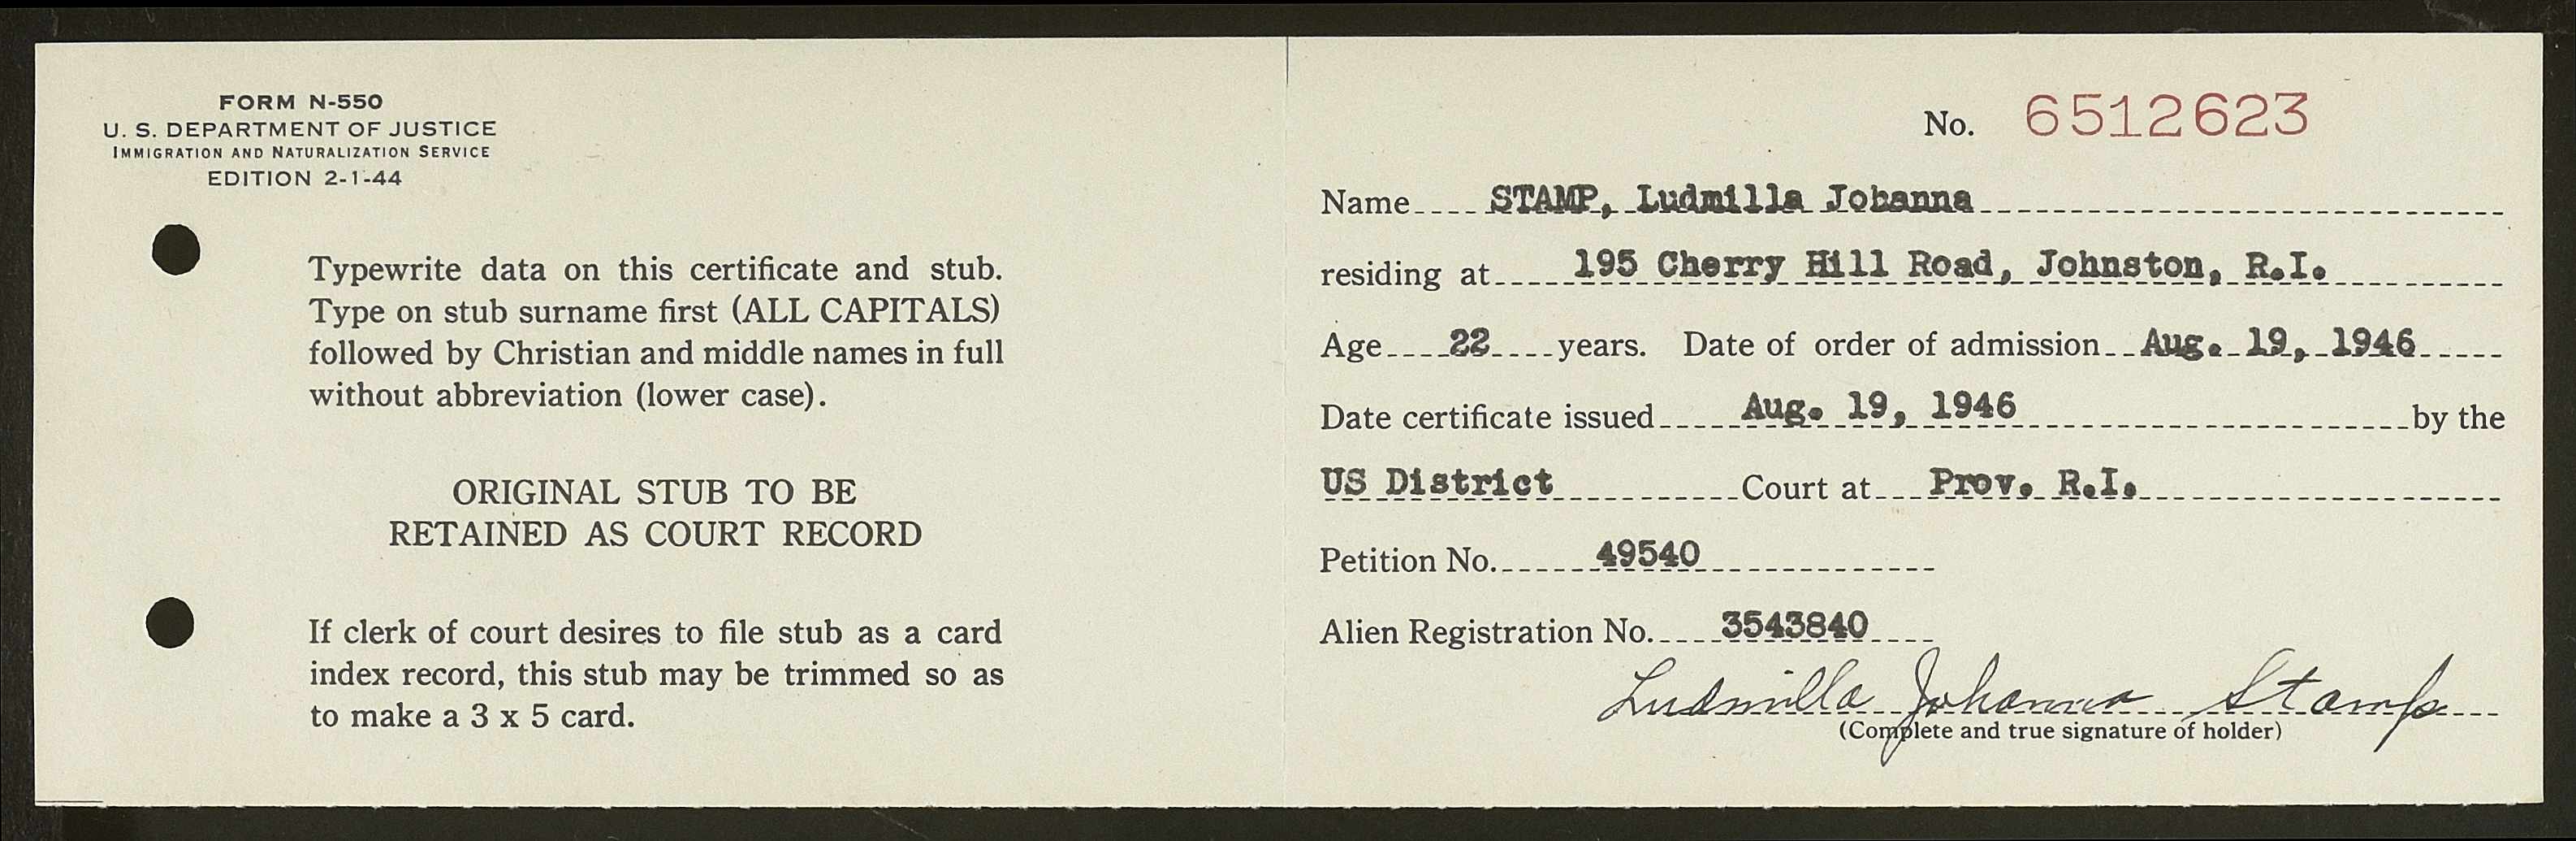 FORM N-550
U. S. DEPARTMENT OF JUSTICE
IMMIGRATION AND NATURALIZATION SERVICE
EDITION 2-1-44
Typewrite data on this certificate and stub.
Type on stub surname first (ALL CAPITALS)
followed by Christian and middle names in full
without abbreviation (lower case).
ORIGINAL STUB TO BE
RETAINED AS COURT RECORD
If clerk of court desires to file stub as a card
index record, this stub may be trimmed so as
to make a 3 x 5 card.
No. 6512623
Name STAMP, Ludmilla Johanna
residing at 195 Cherry Hill Road, Johnston, R.I.
Age 22 years. Date of order of admission Aug. 19, 1946
Date certificate issued Aug. 19, 1946 by the
US District Court at Prov. R.I.
Petition No. 49540
Alien Registration No. 3543840
Ludmilla Johanna Stamp
(Complete and true signature of holder)